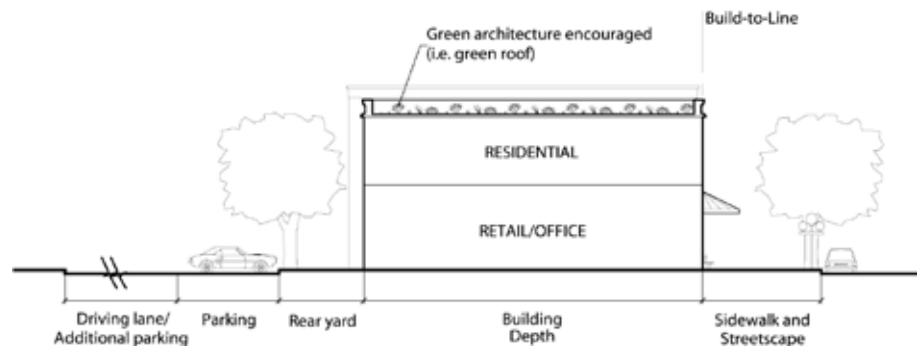 Build-to-Line
Green architecture encouraged
(i.e. green roof)
RESIDENTIAL
RETAIL/OFFICE
Driving lane/
Additional parking
Parking
Rear yard
Building
Depth
Sidewalk and
Streetscape